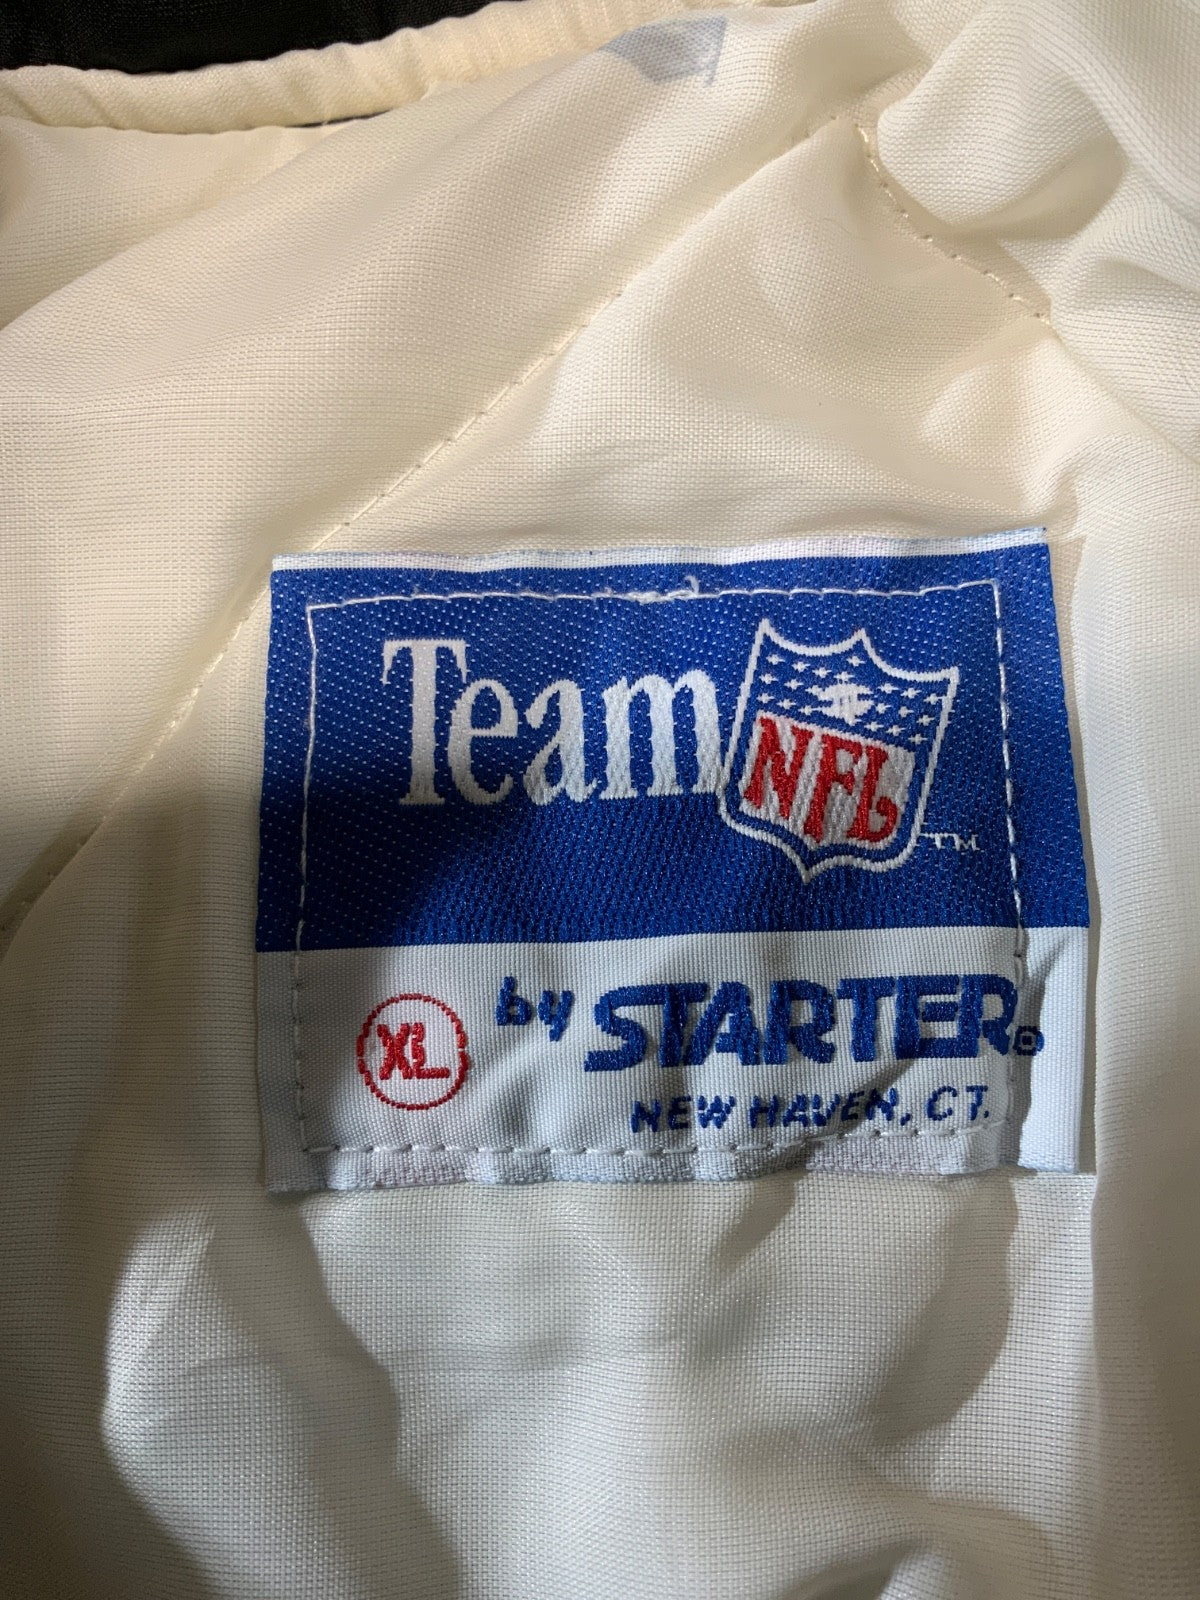 Team NFL ™
XL by STARTER®
NEW HAVEN, CT.